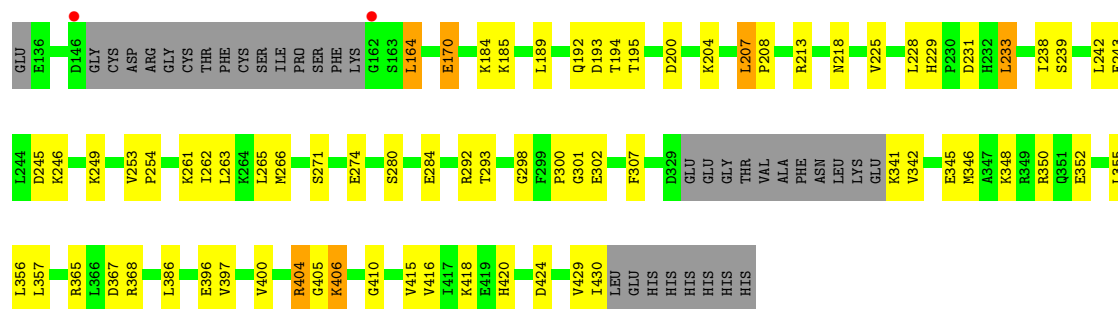 GLU E136 D146 GLY CYS ASP ARG GLY CYS THR PHE CYS SER ILE PRO SER PHE LYS G162 S163 L164 E170 K184 K185 L189 Q192 D193 T194 T195 D200 K204 L207 P208 R213 N218 V225 L228 H229 P230 D231 H232 L233 I238 S239 L242
L244 D245 K246 K249 V253 P254 K261 I262 L263 K264 L265 M266 S271 E274 S280 E284 R292 T293 G298 F299 P300 G301 E302 F307 D329 GLU GLU GLY THR VAL ALA PHE ASN LEU LYS GLU K341 V342 E345 M346 A347 K348 R349 R350 Q351 E352 L355
L356 L357 R365 L366 D367 R368 L386 E396 V397 V400 R404 G405 K406 G410 V415 V416 I417 K418 E419 H420 D424 V429 I430 LEU GLU HIS HIS HIS HIS HIS HIS